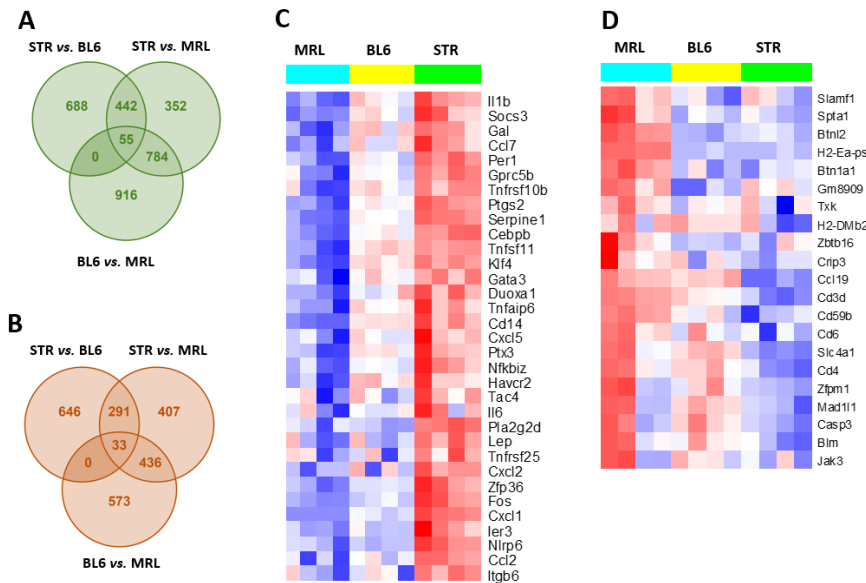 A
STR vs. BL6
STR vs. MRL
688
442
352
55
0
784
916
BL6 vs. MRL
B
STR vs. BL6
STR vs. MRL
646
291
407
33
0
436
573
BL6 vs. MRL
C
MRL
BL6
STR
Il1b
Socs3
Gal
Ccl7
Per1
Gprc5b
Tnfrsf10b
Ptgs2
Serpine1
Cebpb
Tnfsf11
Klf4
Gata3
Duoxa1
Tnfaip6
Cd14
Cxcl5
Ptx3
Nfkbiz
Havcr2
Tac4
Il6
Pla2g2d
Lep
Tnfrsf25
Cxcl2
Zfp36
Fos
Cxcl1
Ier3
Nlrp6
Ccl2
Itgb6
D
MRL
BL6
STR
Slamf1
Spta1
Btnl2
H2-Ea-ps
Btn1a1
Gm8909
Txk
H2-DMb2
Zbtb16
Crip3
Ccl19
Cd3d
Cd59b
Cd6
Slc4a1
Cd4
Zfpm1
Mad1l1
Casp3
Blm
Jak3